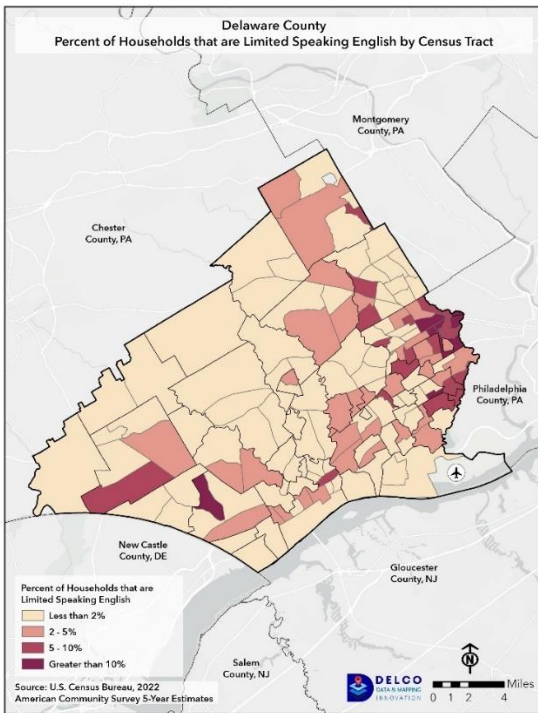 Delaware County
Percent of Households that are Limited Speaking English by Census Tract
Montgomery
County, PA
Chester
County, PA
Philadelphia
County, PA
New Castle
County, DE
Gloucester
County, NJ
Percent of Households that are
Limited Speaking English
Less than 2%
2 - 5%
5 - 10%
Greater than 10%
Salem
County, NJ
Source: U.S. Census Bureau, 2022
American Community Survey 5-Year Estimates
DELCO
DATA & MAPPING
INNOVATION
N
Miles
0 1 2 4